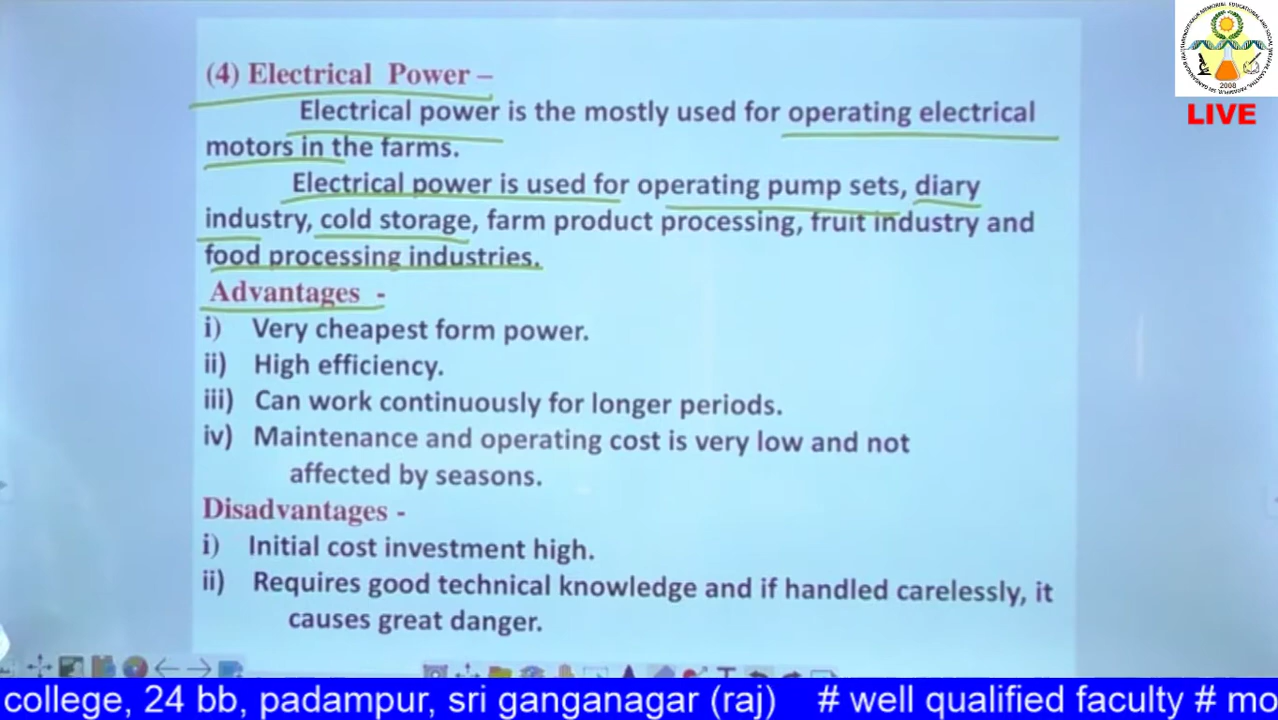 (4) Electrical Power –
Electrical power is the mostly used for operating electrical
motors in the farms.
Electrical power is used for operating pump sets, diary
industry, cold storage, farm product processing, fruit industry and
food processing industries.
Advantages -
i) Very cheapest form power.
ii) High efficiency.
iii) Can work continuously for longer periods.
iv) Maintenance and operating cost is very low and not
affected by seasons.
Disadvantages -
i) Initial cost investment high.
ii) Requires good technical knowledge and if handled carelessly, it
causes great danger.
2008
LIVE
college, 24 bb, padampur, sri ganganagar (raj) # well qualified faculty # mo